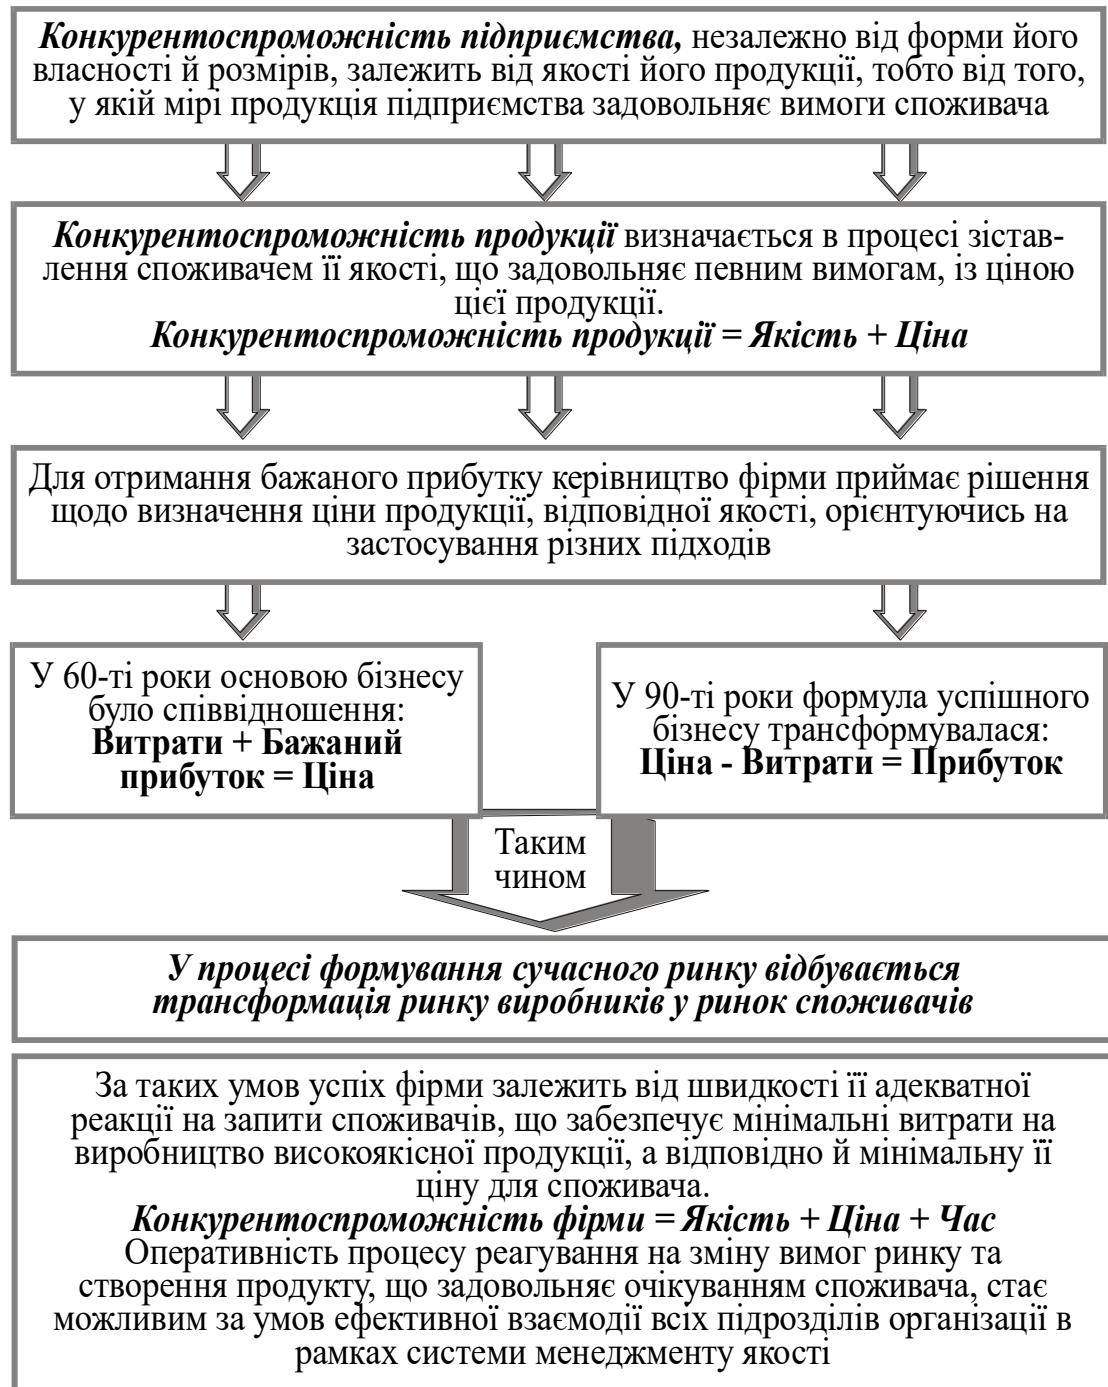 Конкурентоспроможність підприємства, незалежно від форми його
власності й розмірів, залежить від якості його продукції, тобто від того,
у якій мірі продукція підприємства задовольняє вимоги споживача
Конкурентоспроможність продукції визначається в процесі зістав-
лення споживачем її якості, що задовольняє певним вимогам, із ціною
цієї продукції.
Конкурентоспроможність продукції = Якість + Ціна
Для отримання бажаного прибутку керівництво фірми приймає рішення
щодо визначення ціни продукції, відповідної якості, орієнтуючись на
застосування різних підходів
У 60-ті роки основою бізнесу
було співвідношення:
Витрати + Бажаний
прибуток = Ціна
У 90-ті роки формула успішного
бізнесу трансформувалася:
Ціна - Витрати = Прибуток
Таким
чином
У процесі формування сучасного ринку відбувається
трансформація ринку виробників у ринок споживачів
За таких умов успіх фірми залежить від швидкості її адекватної
реакції на запити споживачів, що забезпечує мінімальні витрати на
виробництво високоякісної продукції, а відповідно й мінімальну її
ціну для споживача.
Конкурентоспроможність фірми = Якість + Ціна + Час
Оперативність процесу реагування на зміну вимог ринку та
створення продукту, що задовольняє очікуванням споживача, стає
можливим за умов ефективної взаємодії всіх підрозділів організації в
рамках системи менеджменту якості